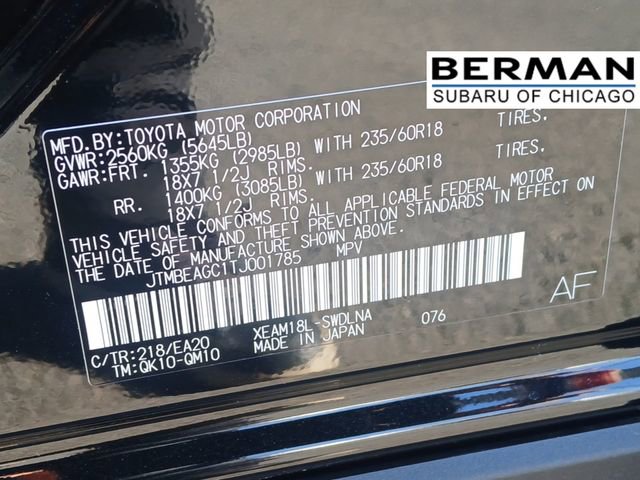 BERMAN
SUBARU OF CHICAGO
MFD.BY:TOYOTA MOTOR CORPORATION
GVWR:2560KG (5645LB)
GAWR:FRT. 1355KG (2985LB) WITH 235/60R18 TIRES.
18X7 1/2J RIMS.
RR. 1400KG (3085LB) WITH 235/60R18 TIRES.
18X7 1/2J RIMS.
THIS VEHICLE CONFORMS TO ALL APPLICABLE FEDERAL MOTOR
VEHICLE SAFETY AND THEFT PREVENTION STANDARDS IN EFFECT ON
THE DATE OF MANUFACTURE SHOWN ABOVE.
JTMBEAGC1TJ001785 MPV
AF
C/TR:218/EA20 XEAM18L-SWDLNA 076
TM:QK10-QM10 MADE IN JAPAN